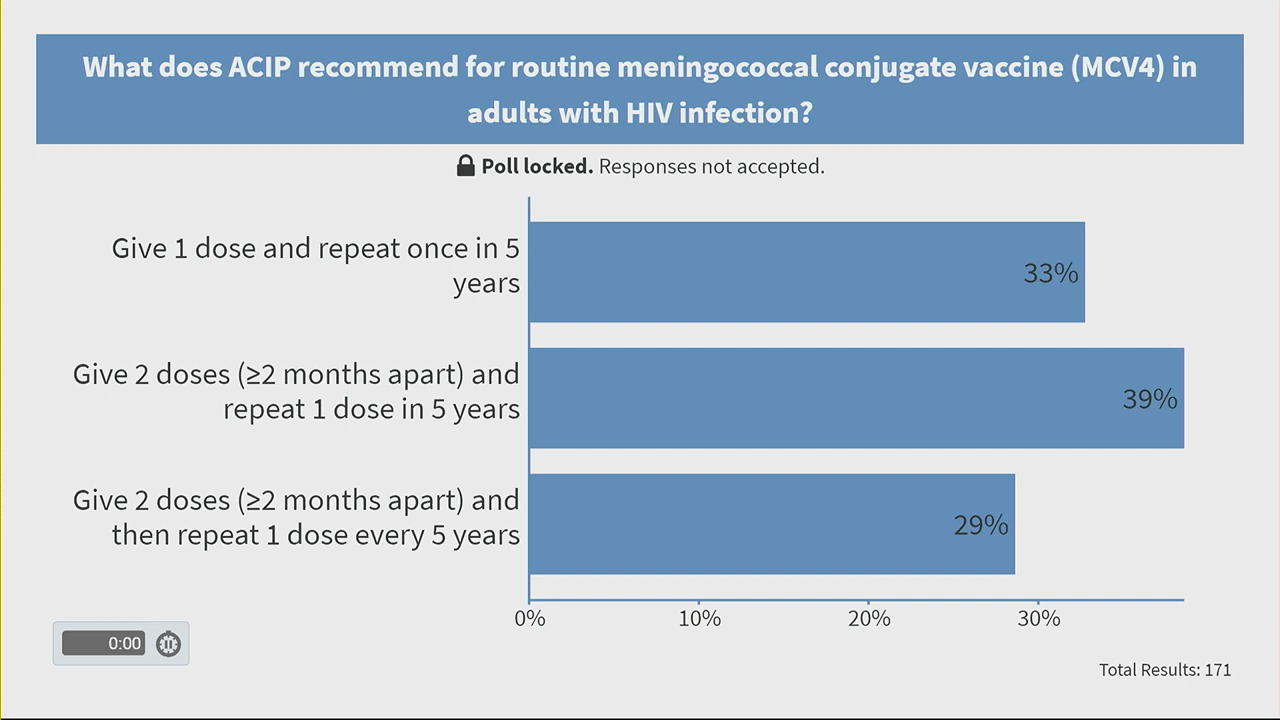 What does ACIP recommend for routine meningococcal conjugate vaccine (MCV4) in
adults with HIV infection?
Poll locked. Responses not accepted.
Give 1 dose and repeat once in 5
years
33%
Give 2 doses (≥2 months apart) and
repeat 1 dose in 5 years
39%
Give 2 doses (≥2 months apart) and
then repeat 1 dose every 5 years
29%
0% 10% 20% 30%
0:00
Total Results: 171